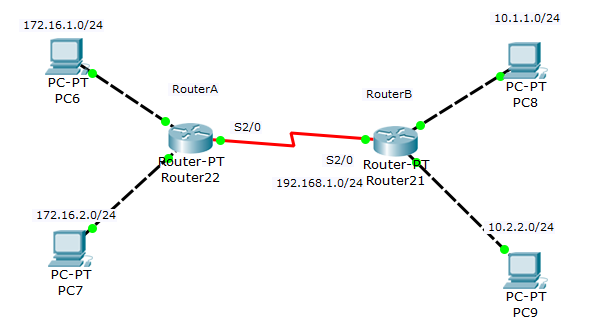 172.16.1.0/24
PC-PT
PC6
RouterA
S2/0
Router-PT
Router22
172.16.2.0/24
PC-PT
PC7
10.1.1.0/24
PC-PT
PC8
RouterB
S2/0
Router-PT
Router21
192.168.1.0/24
10.2.2.0/24
PC-PT
PC9